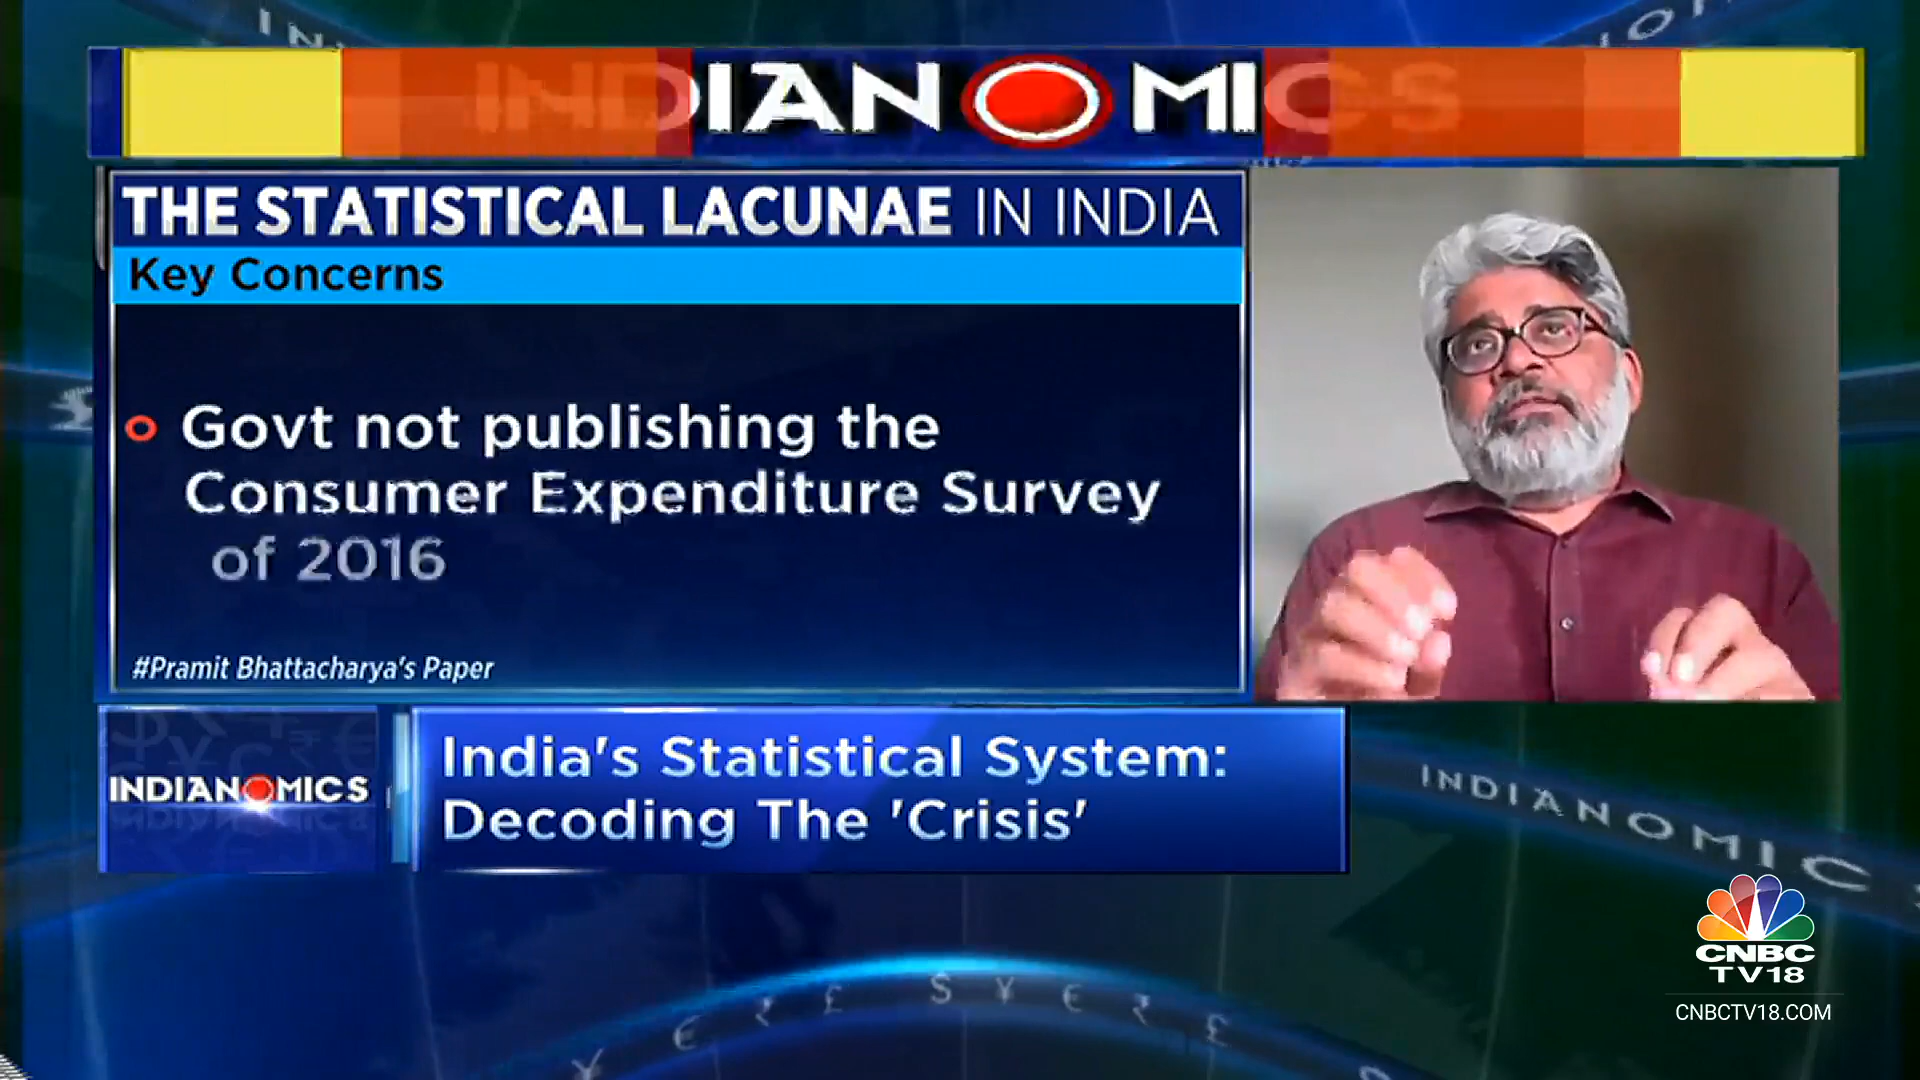 INDIANOMICS
THE STATISTICAL LACUNAE IN INDIA
Key Concerns
Govt not publishing the
Consumer Expenditure Survey
of 2016
#Pramit Bhattacharya's Paper
INDIANOMICS
India's Statistical System:
Decoding The 'Crisis'
INDIANOMICS
CNBC
TV18
CNBCTV18.COM
$ ¥ € ₹ £
€ ₹ £
¥